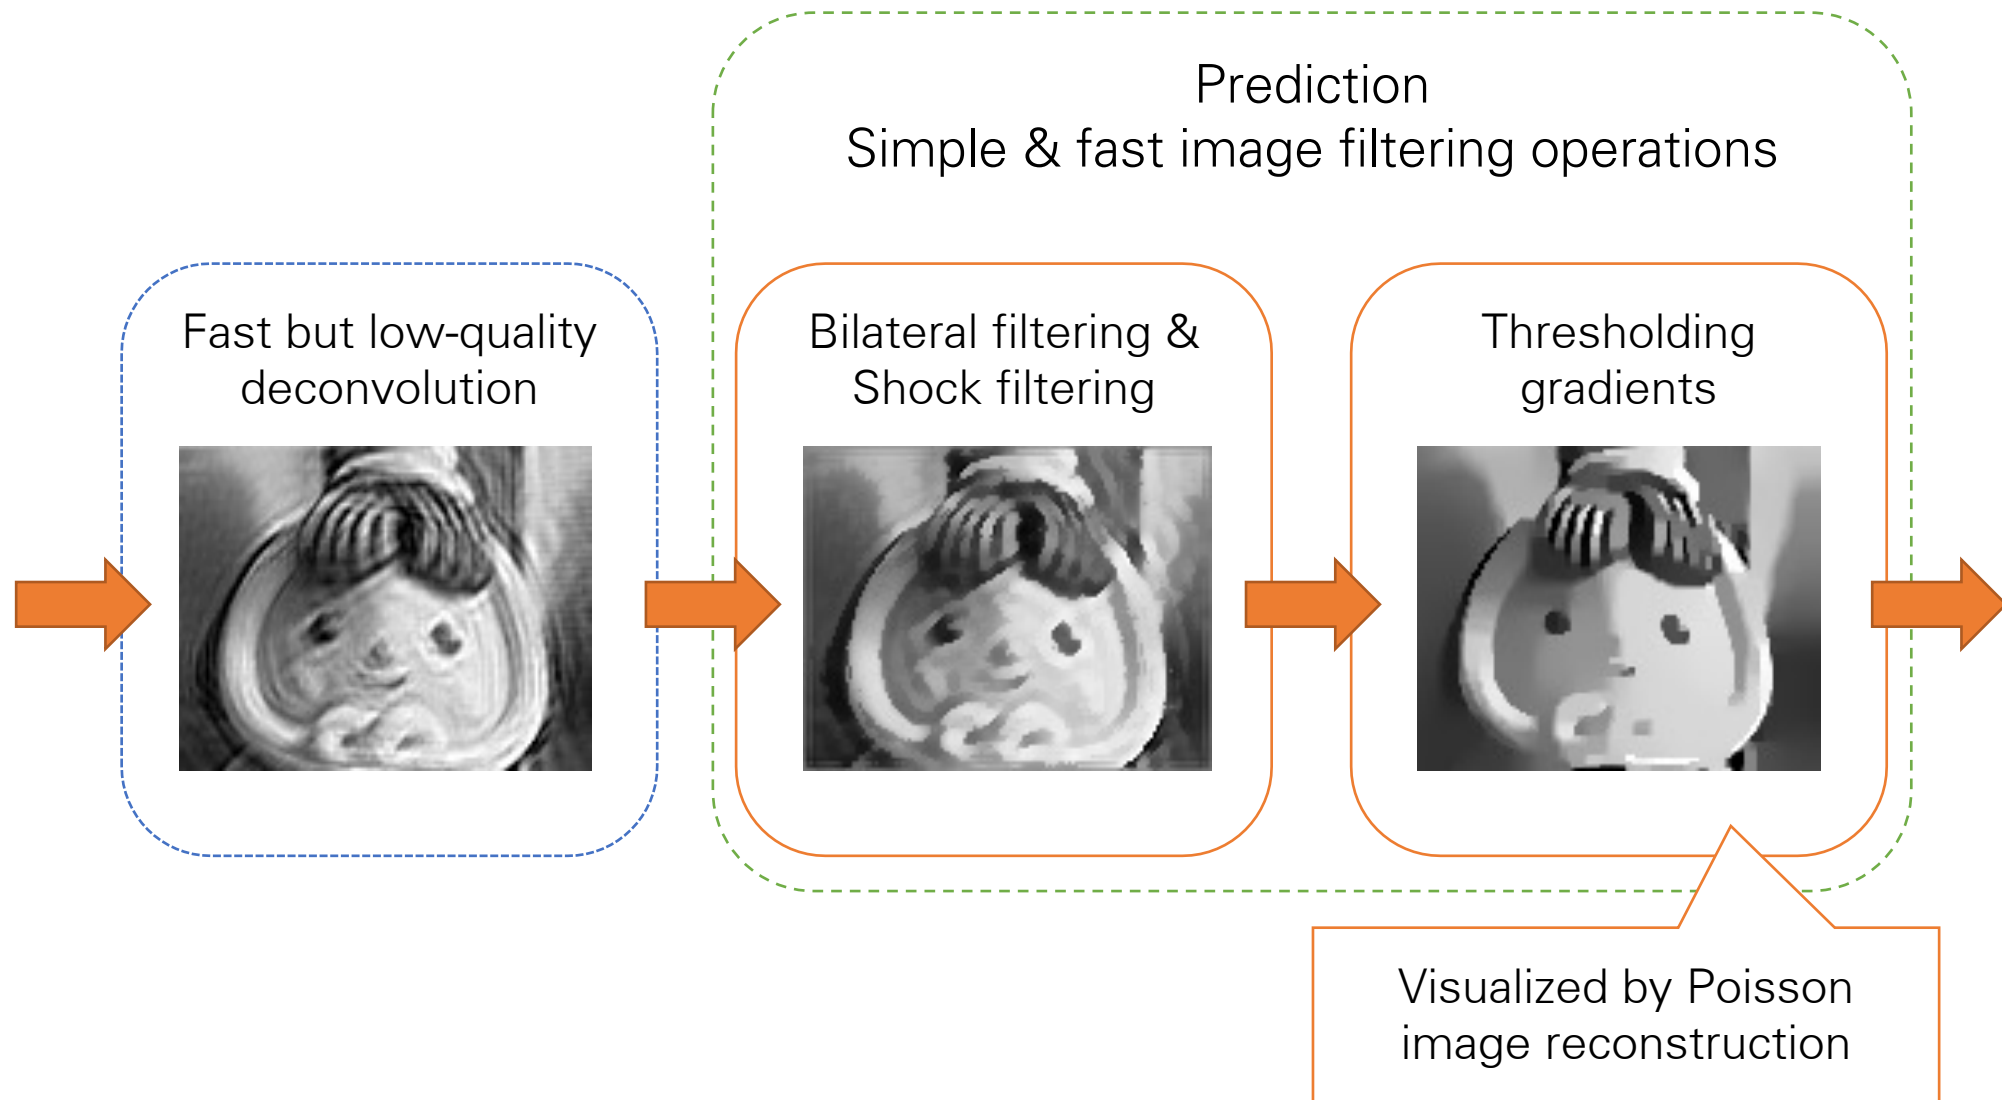 Prediction
Simple & fast image filtering operations
Fast but low-quality
deconvolution
Bilateral filtering &
Shock filtering
Thresholding
gradients
Visualized by Poisson
image reconstruction